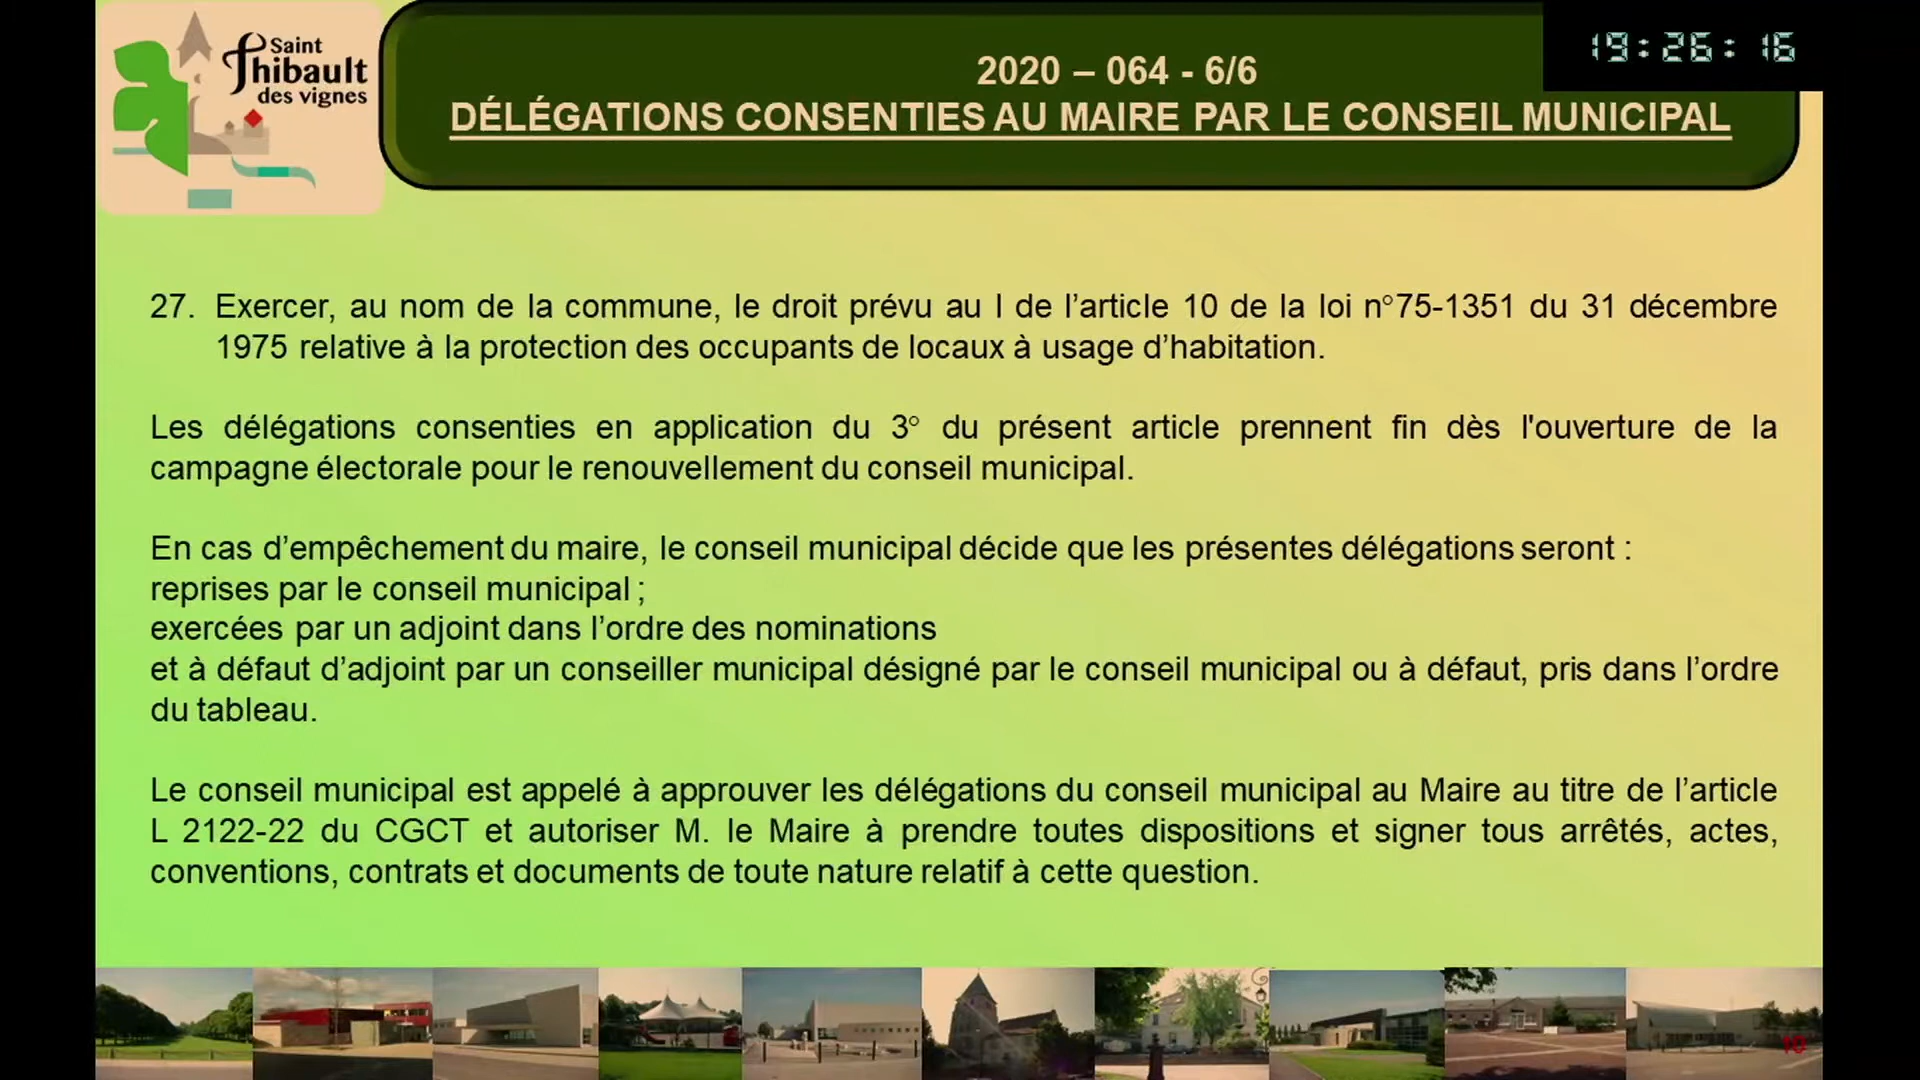 Saint
Thibault
des vignes
2020 – 064 - 6/6
DÉLÉGATIONS CONSENTIES AU MAIRE PAR LE CONSEIL MUNICIPAL
19:26:16
27. Exercer, au nom de la commune, le droit prévu au I de l’article 10 de la loi n°75-1351 du 31 décembre
1975 relative à la protection des occupants de locaux à usage d’habitation.
Les délégations consenties en application du 3° du présent article prennent fin dès l'ouverture de la
campagne électorale pour le renouvellement du conseil municipal.
En cas d’empêchement du maire, le conseil municipal décide que les présentes délégations seront :
reprises par le conseil municipal ;
exercées par un adjoint dans l’ordre des nominations
et à défaut d’adjoint par un conseiller municipal désigné par le conseil municipal ou à défaut, pris dans l’ordre
du tableau.
Le conseil municipal est appelé à approuver les délégations du conseil municipal au Maire au titre de l’article
L 2122-22 du CGCT et autoriser M. le Maire à prendre toutes dispositions et signer tous arrêtés, actes,
conventions, contrats et documents de toute nature relatif à cette question.
10